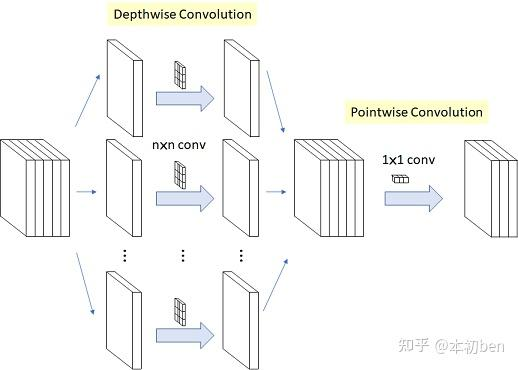 Depthwise Convolution
Pointwise Convolution
nxn conv
1x1 conv
知乎 @本初ben